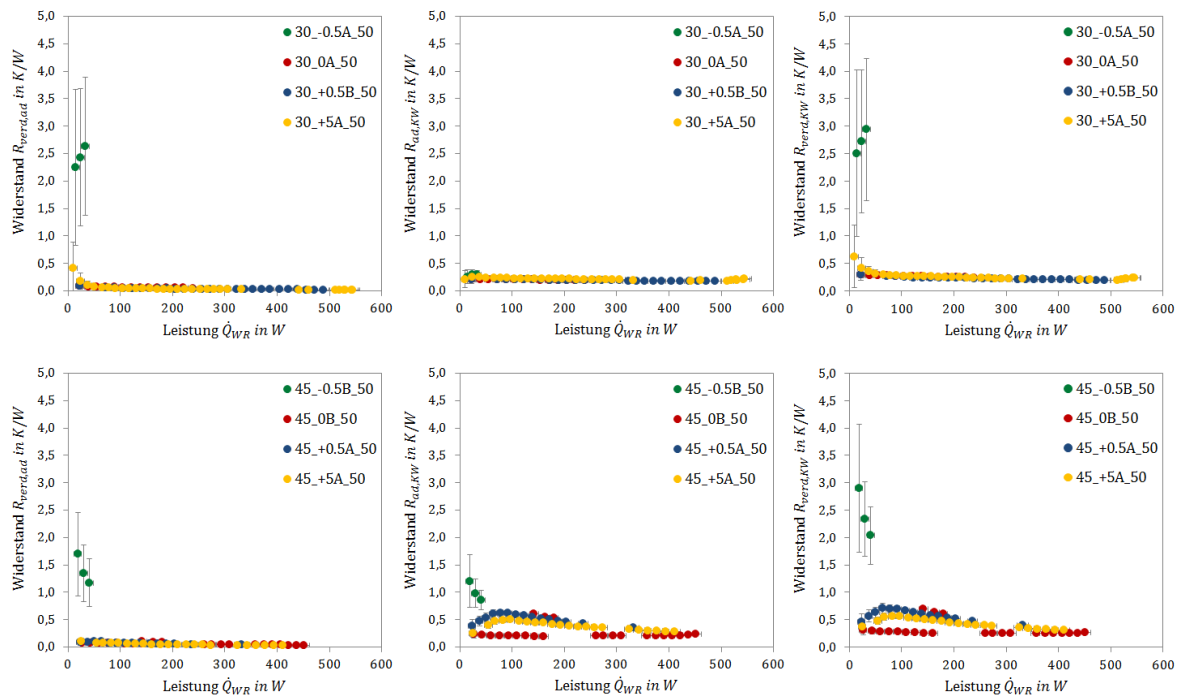 Widerstand R_verd,ad in K/W
5,0
4,5
4,0
3,5
3,0
2,5
2,0
1,5
1,0
0,5
0,0
30_-0.5A_50
30_0A_50
30_+0.5B_50
30_+5A_50
0 100 200 300 400 500 600
Leistung Q̇_WR in W
Widerstand R_ad,KW in K/W
5,0
4,5
4,0
3,5
3,0
2,5
2,0
1,5
1,0
0,5
0,0
30_-0.5A_50
30_0A_50
30_+0.5B_50
30_+5A_50
0 100 200 300 400 500 600
Leistung Q̇_WR in W
Widerstand R_verd,KW in K/W
5,0
4,5
4,0
3,5
3,0
2,5
2,0
1,5
1,0
0,5
0,0
30_-0.5A_50
30_0A_50
30_+0.5B_50
30_+5A_50
0 100 200 300 400 500 600
Leistung Q̇_WR in W
Widerstand R_verd,ad in K/W
5,0
4,5
4,0
3,5
3,0
2,5
2,0
1,5
1,0
0,5
0,0
45_-0.5B_50
45_0B_50
45_+0.5A_50
45_+5A_50
0 100 200 300 400 500 600
Leistung Q̇_WR in W
Widerstand R_ad,KW in K/W
5,0
4,5
4,0
3,5
3,0
2,5
2,0
1,5
1,0
0,5
0,0
45_-0.5B_50
45_0B_50
45_+0.5A_50
45_+5A_50
0 100 200 300 400 500 600
Leistung Q̇_WR in W
Widerstand R_verd,KW in K/W
5,0
4,5
4,0
3,5
3,0
2,5
2,0
1,5
1,0
0,5
0,0
45_-0.5B_50
45_0B_50
45_+0.5A_50
45_+5A_50
0 100 200 300 400 500 600
Leistung Q̇_WR in W